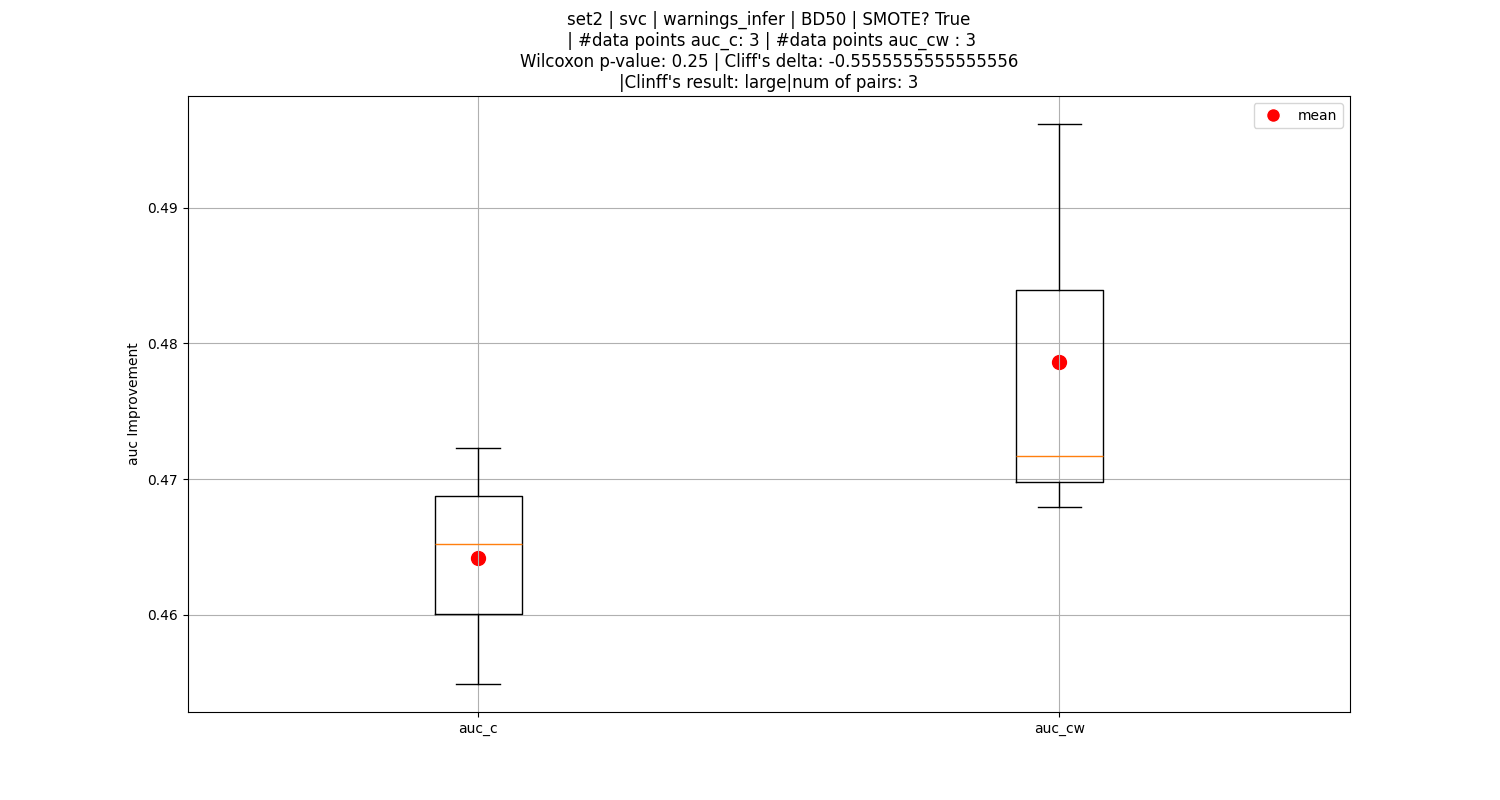 set2 | svc | warnings_infer | BD50 | SMOTE? True
| #data points auc_c: 3 | #data points auc_cw : 3
Wilcoxon p-value: 0.25 | Cliff's delta: -0.5555555555555556
|Clinff's result: large|num of pairs: 3
mean
0.49
0.48
0.47
0.46
auc Improvement
auc_c
auc_cw